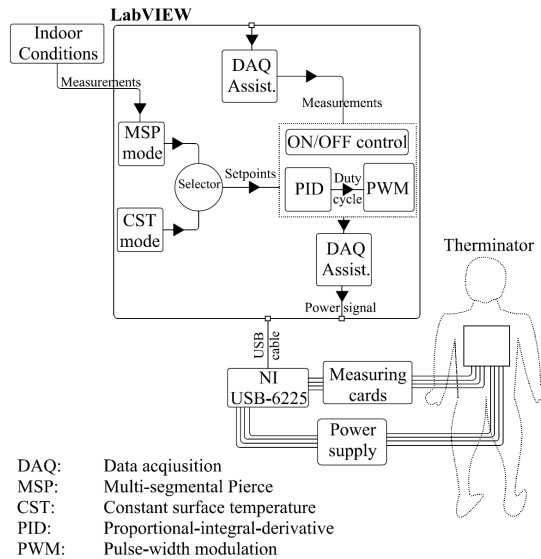 LabVIEW
Indoor
Conditions
Measurements
DAQ
Assist.
Measurements
MSP
mode
ON/OFF control
Selector
Setpoints
PID
Duty
cycle
PWM
CST
mode
DAQ
Assist.
Power signal
Therminator
USB
cable
NI
USB-6225
Measuring
cards
Power
supply
DAQ: Data acqiusition
MSP: Multi-segmental Pierce
CST: Constant surface temperature
PID: Proportional-integral-derivative
PWM: Pulse-width modulation